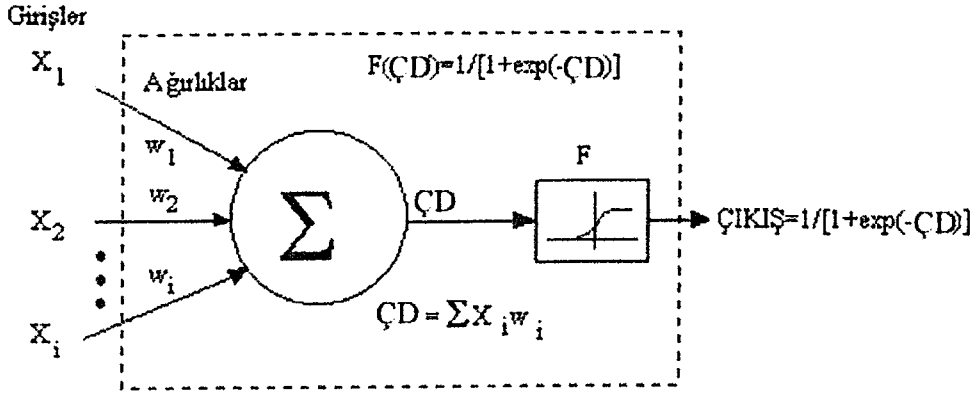 Girişler
X1
Ağırlıklar
F(ÇD)=1/[1+exp(-ÇD)]
w1
F
Σ
w2
ÇD
X2
ÇIKIŞ=1/[1+exp(-ÇD)]
wi
ÇD = ΣX i w i
Xi